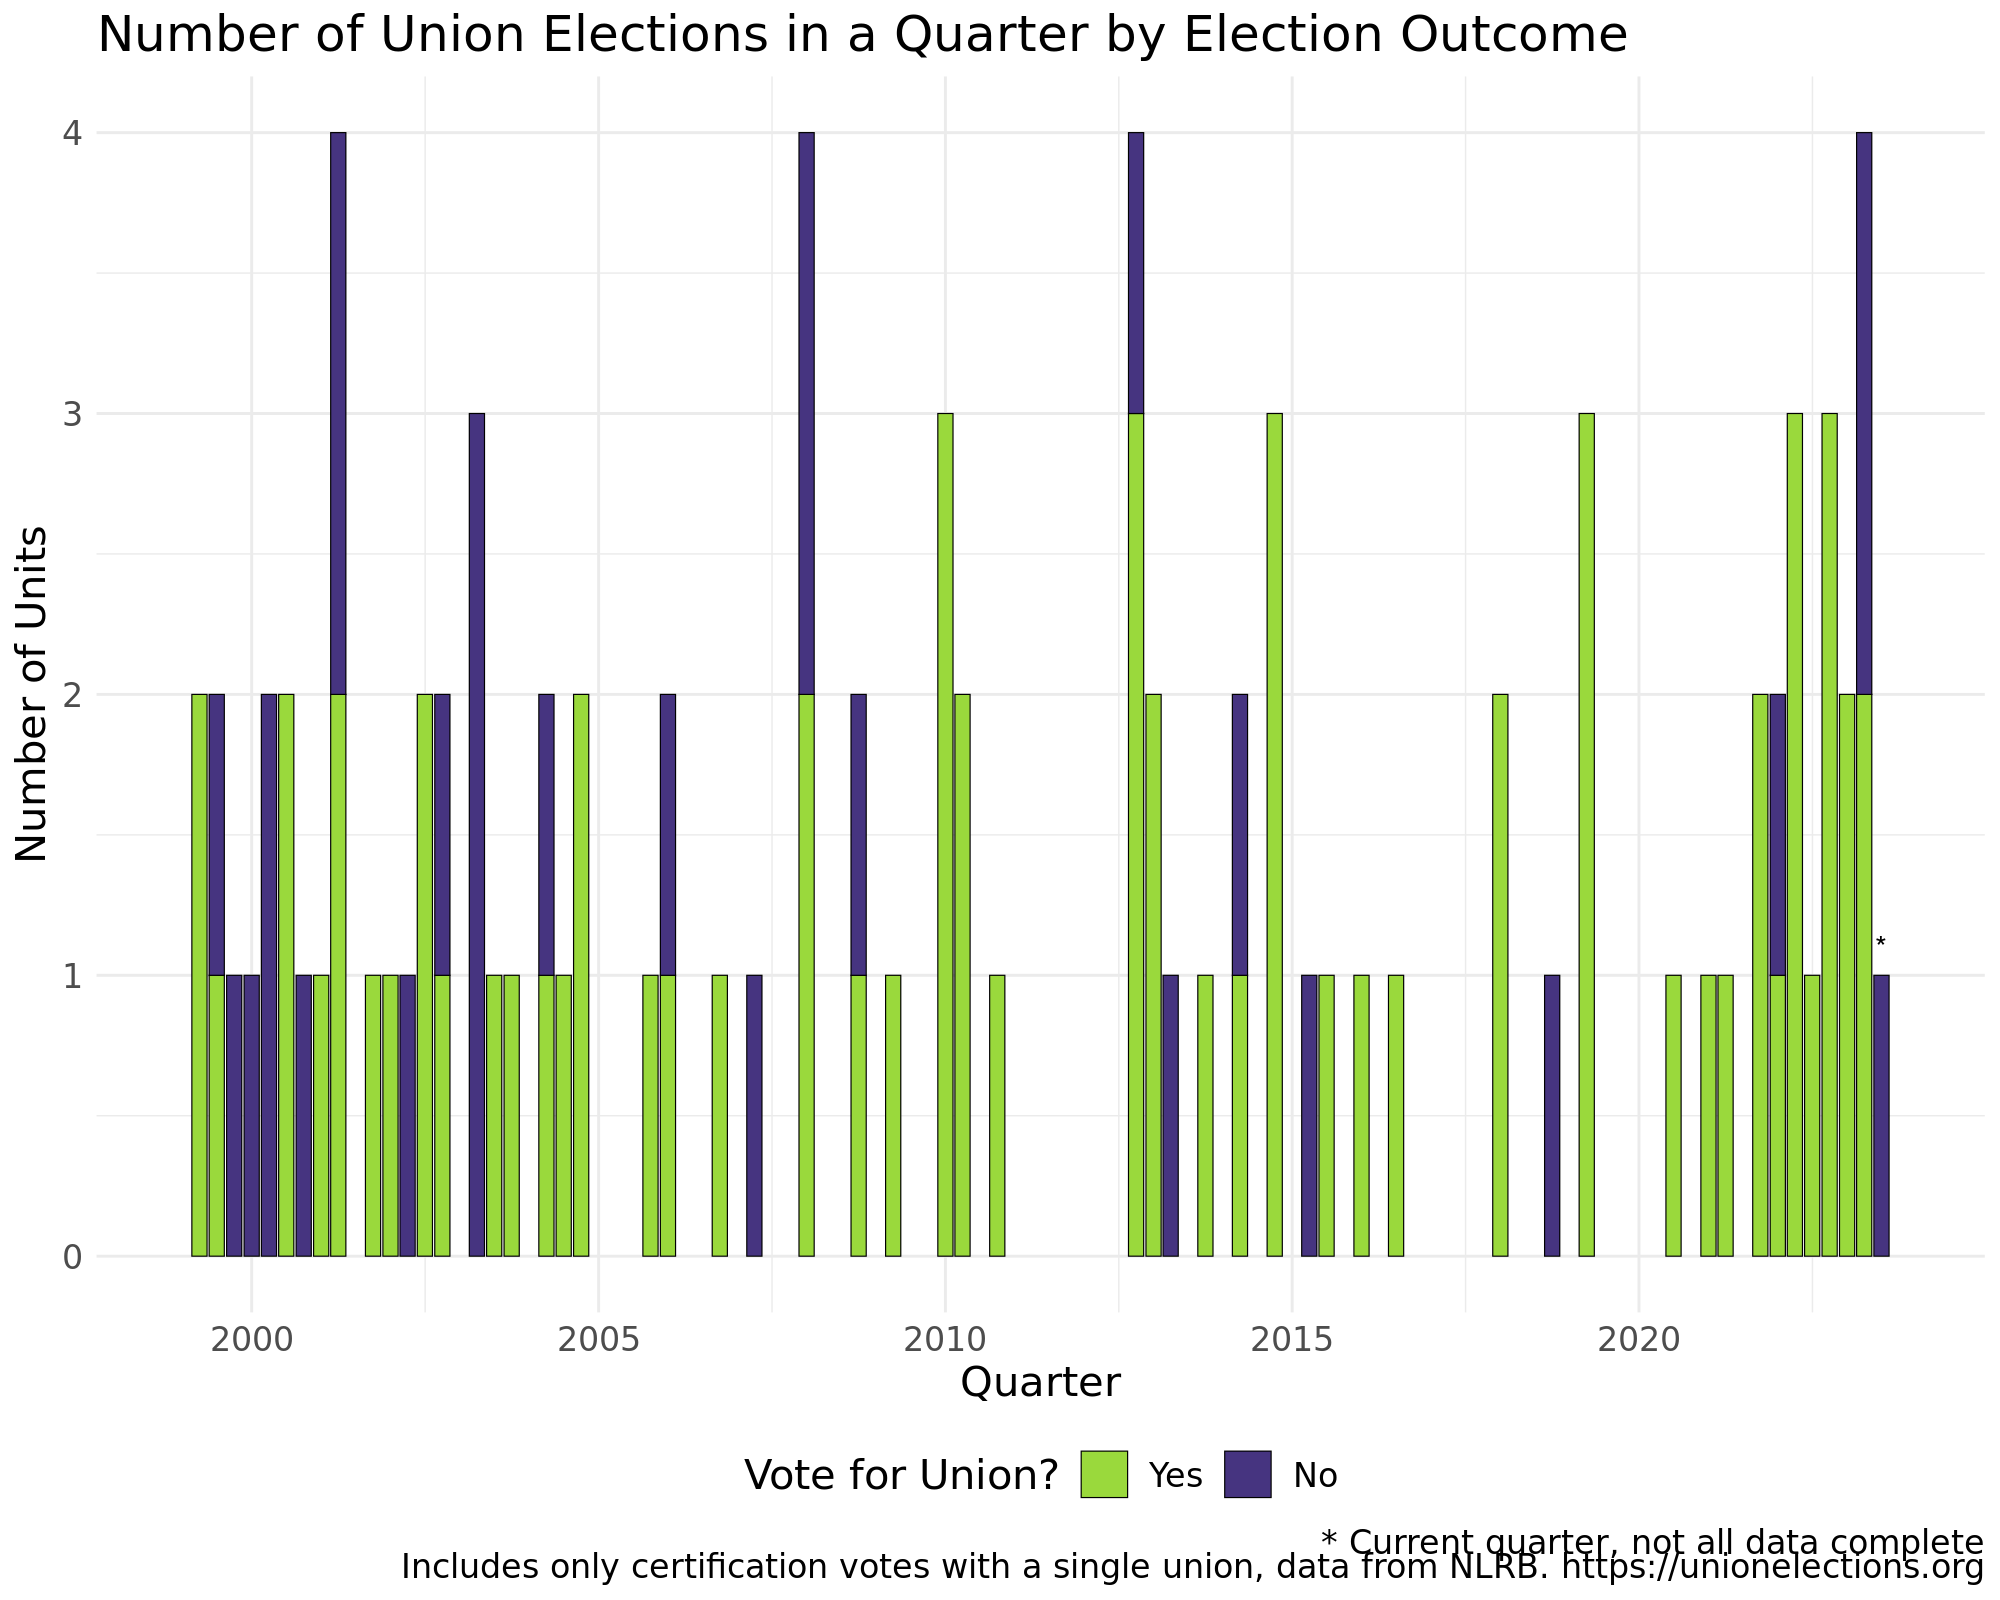 Number of Union Elections in a Quarter by Election Outcome
Number of Units
4
3
2
1
0
*
2000 2005 2010 2015 2020
Quarter
Vote for Union? Yes No
* Current quarter, not all data complete
Includes only certification votes with a single union, data from NLRB. https://unionelections.org